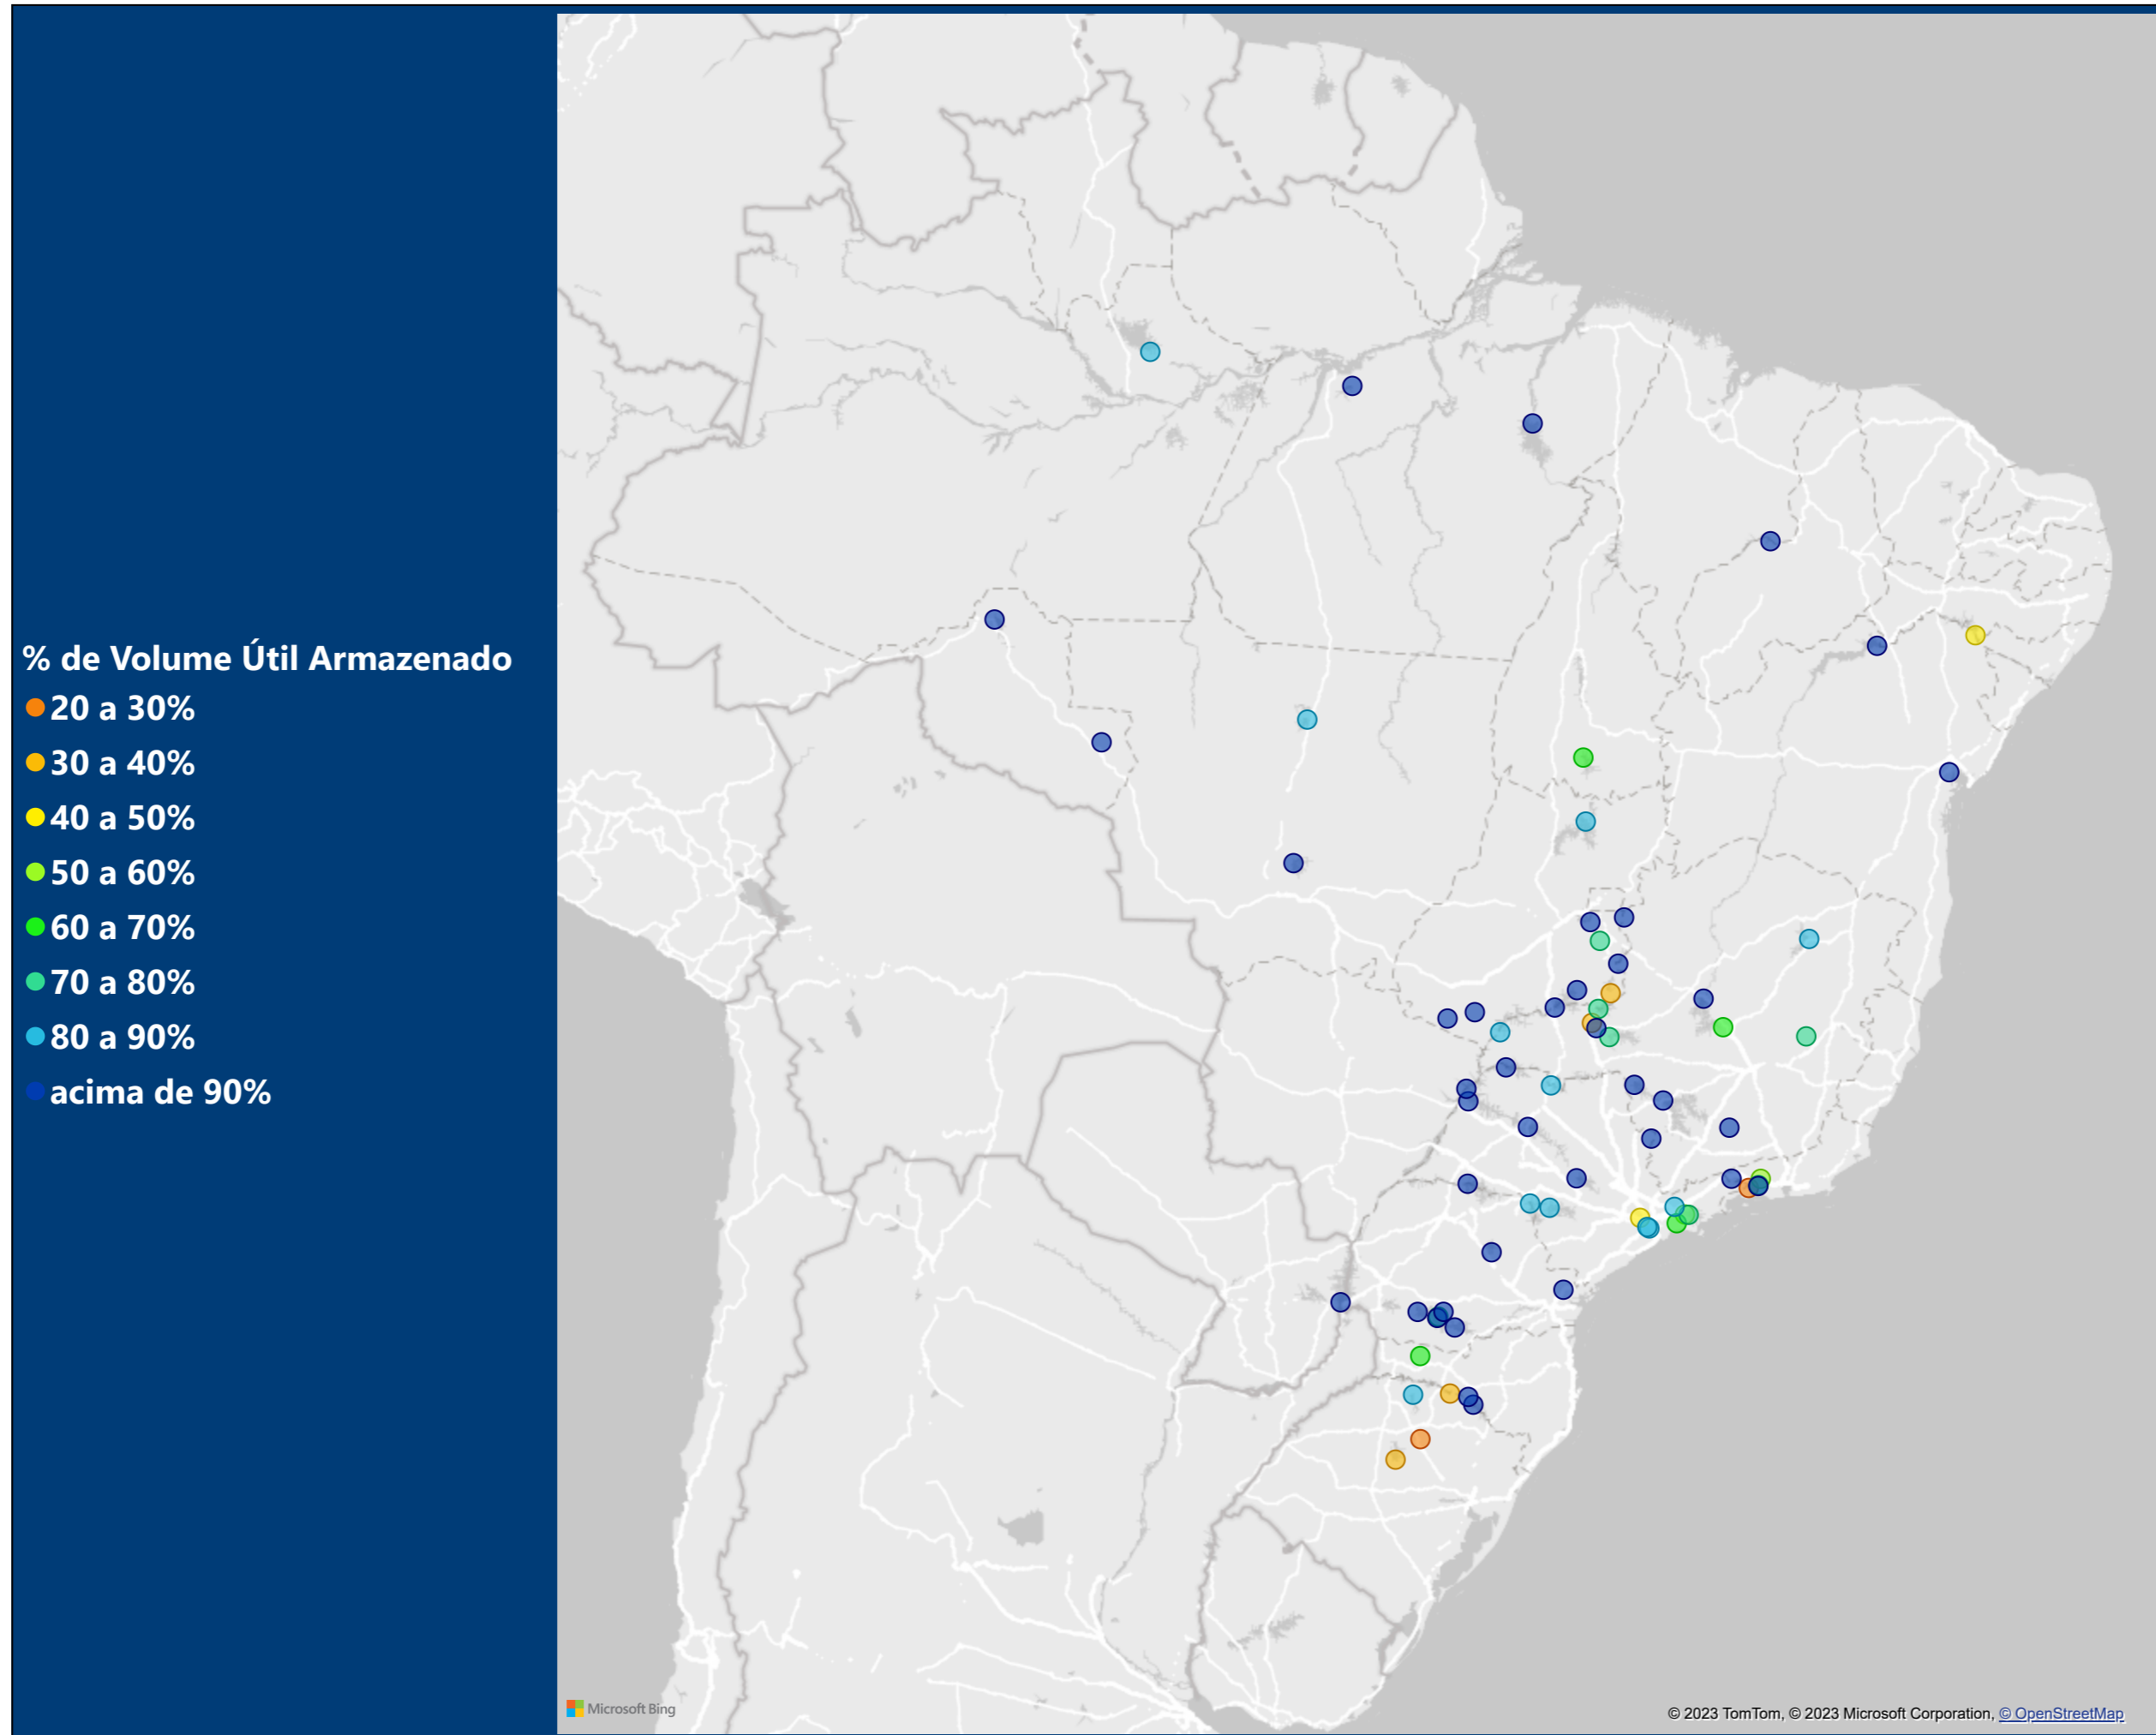 % de Volume Útil Armazenado
20 a 30%
30 a 40%
40 a 50%
50 a 60%
60 a 70%
70 a 80%
80 a 90%
acima de 90%
Microsoft Bing
© 2023 TomTom, © 2023 Microsoft Corporation, © OpenStreetMap